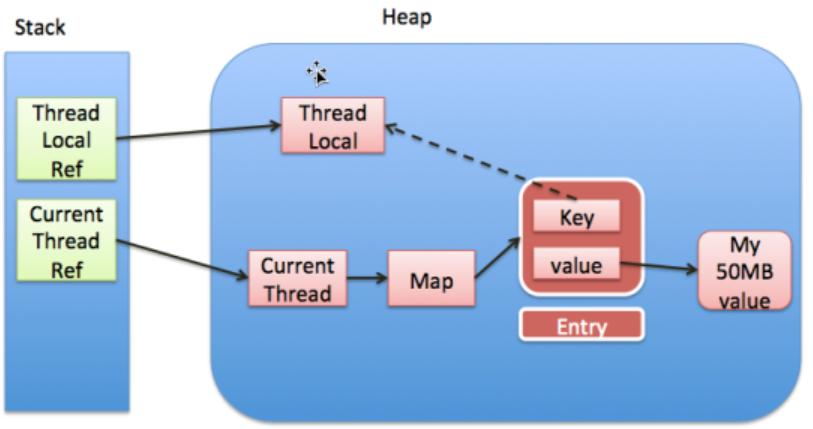 Stack
Heap
Thread
Local
Ref
Thread
Local
Current
Thread
Ref
Key
value
Current
Thread
Map
My
50MB
value
Entry